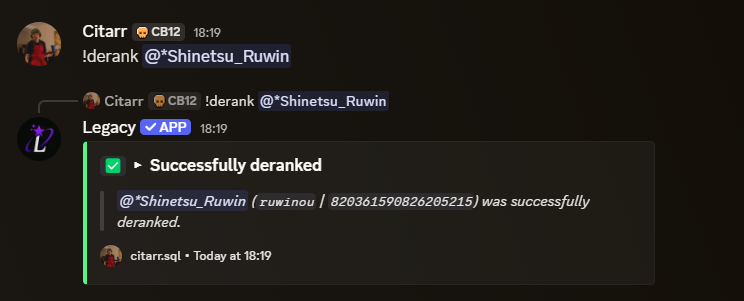 Citarr CB12 18:19
!derank @*Shinetsu_Ruwin
Citarr CB12 !derank @*Shinetsu_Ruwin
Legacy ✓ APP 18:19
✅ ▸ Successfully deranked
@*Shinetsu_Ruwin (ruwinou | 820361590826205215) was successfully
deranked.
citarr.sql • Today at 18:19